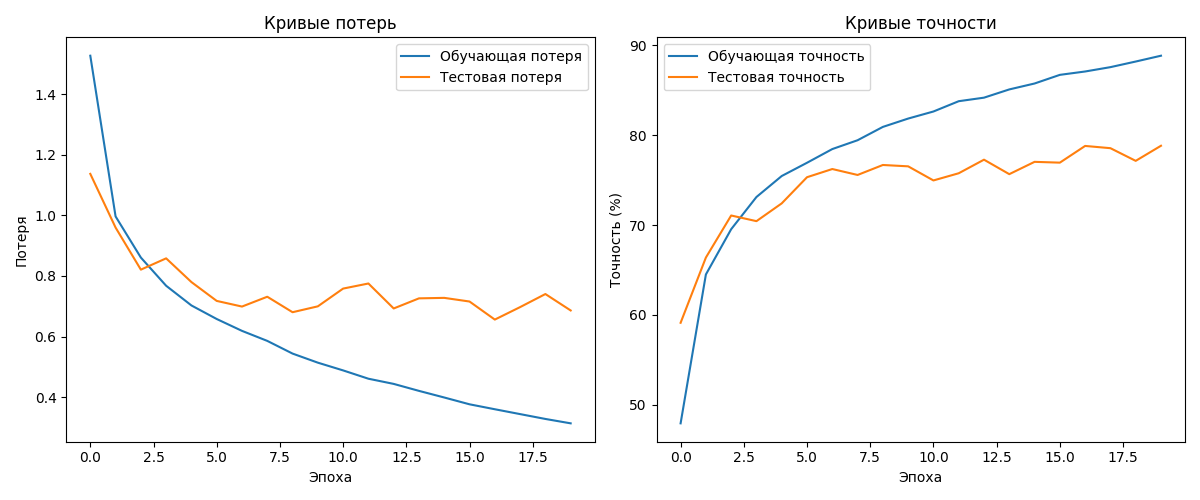 Кривые потерь
Обучающая потеря
Тестовая потеря
1.4
1.2
1.0
0.8
0.6
0.4
Потеря
0.0 2.5 5.0 7.5 10.0 12.5 15.0 17.5
Эпоха
Кривые точности
Обучающая точность
Тестовая точность
90
80
70
60
50
Точность (%)
0.0 2.5 5.0 7.5 10.0 12.5 15.0 17.5
Эпоха